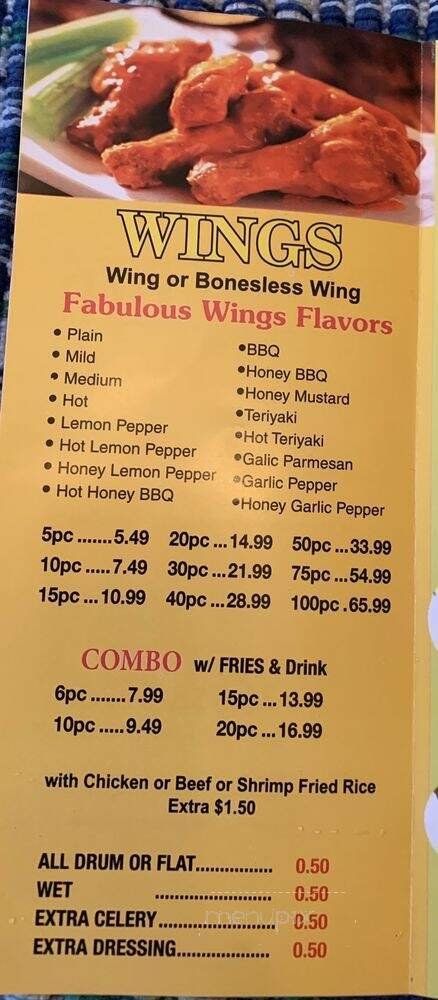 WINGS
Wing or Bonesless Wing
Fabulous Wings Flavors
• Plain
• Mild
• Medium
• Hot
• Lemon Pepper
• Hot Lemon Pepper
• Honey Lemon Pepper
• Hot Honey BBQ
•BBQ
•Honey BBQ
•Honey Mustard
•Teriyaki
•Hot Teriyaki
•Galic Parmesan
•Garlic Pepper
•Honey Garlic Pepper
5pc .......5.49 20pc ...14.99 50pc ...33.99
10pc .....7.49 30pc ...21.99 75pc ...54.99
15pc ...10.99 40pc ...28.99 100pc .65.99
COMBO w/ FRIES & Drink
6pc .......7.99 15pc ...13.99
10pc .....9.49 20pc ...16.99
with Chicken or Beef or Shrimp Fried Rice
Extra $1.50
ALL DRUM OR FLAT................. 0.50
WET .......................... 0.50
EXTRA CELERY.......................... 0.50
EXTRA DRESSING..................... 0.50